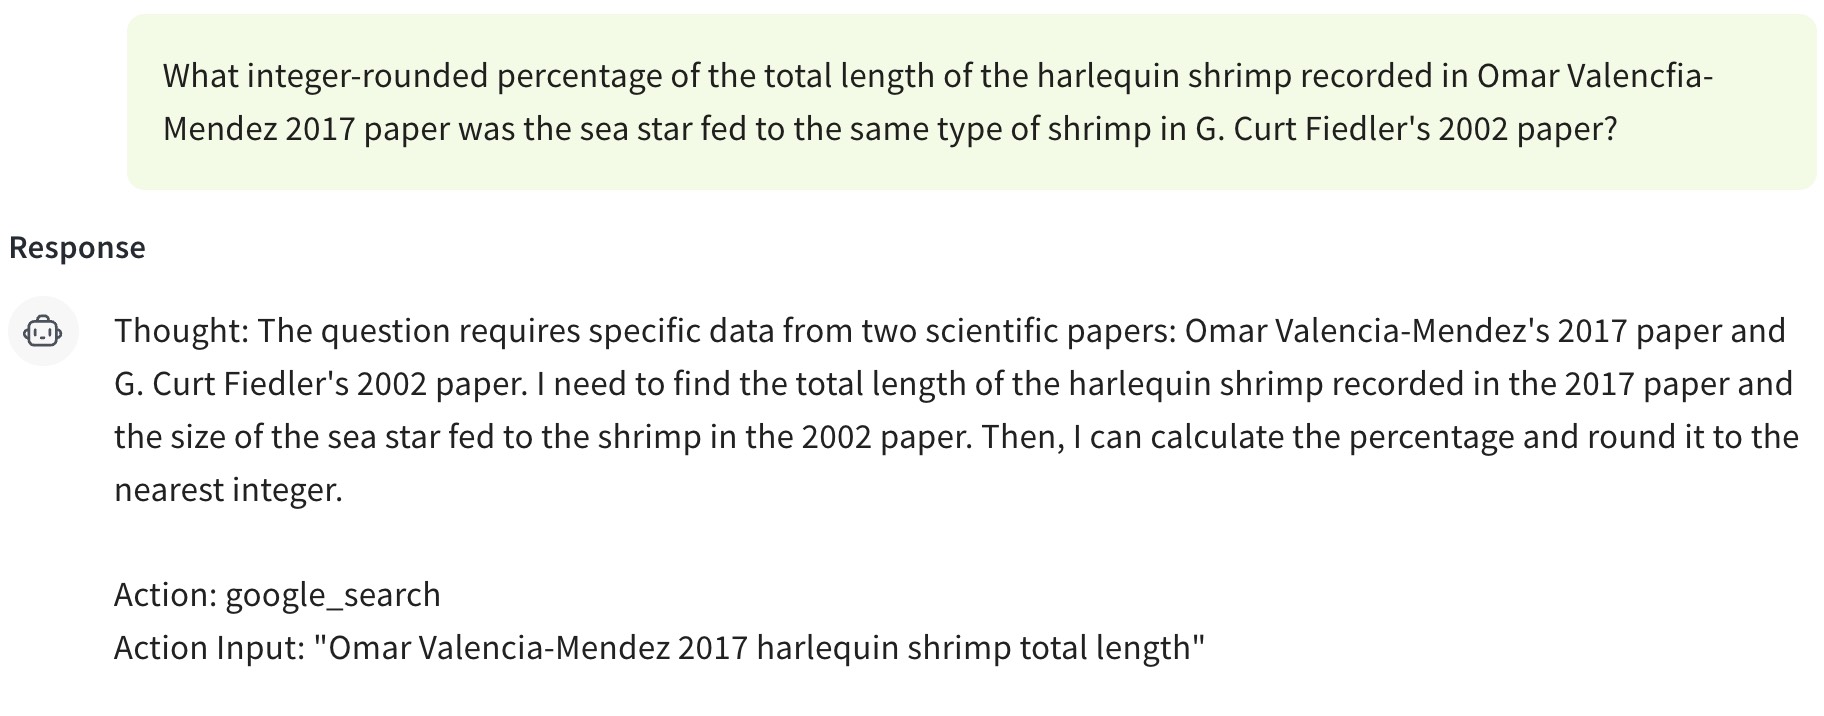 What integer-rounded percentage of the total length of the harlequin shrimp recorded in Omar Valencfia-
Mendez 2017 paper was the sea star fed to the same type of shrimp in G. Curt Fiedler's 2002 paper?
Response
Thought: The question requires specific data from two scientific papers: Omar Valencia-Mendez's 2017 paper and
G. Curt Fiedler's 2002 paper. I need to find the total length of the harlequin shrimp recorded in the 2017 paper and
the size of the sea star fed to the shrimp in the 2002 paper. Then, I can calculate the percentage and round it to the
nearest integer.
Action: google_search
Action Input: "Omar Valencia-Mendez 2017 harlequin shrimp total length"